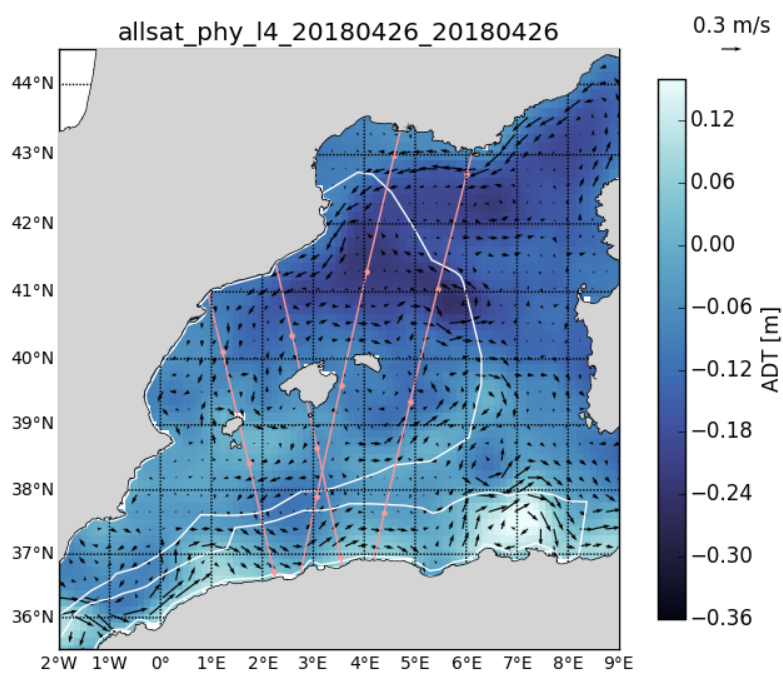 allsat_phy_l4_20180426_20180426
0.3 m/s
44°N
43°N
42°N
41°N
40°N
39°N
38°N
37°N
36°N
2°W 1°W 0° 1°E 2°E 3°E 4°E 5°E 6°E 7°E 8°E 9°E
0.12
0.06
0.00
−0.06
−0.12
−0.18
−0.24
−0.30
−0.36
ADT [m]